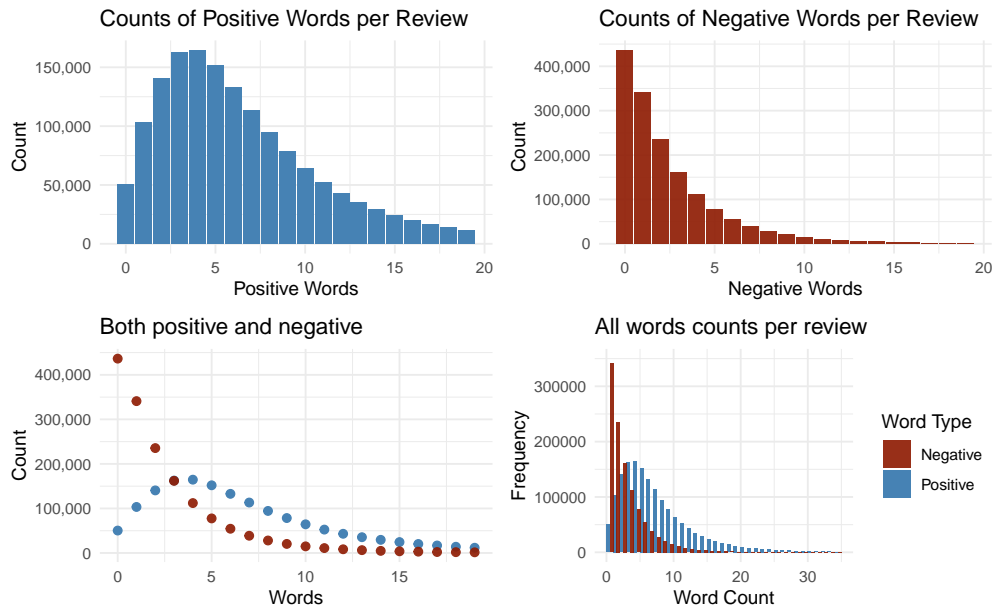 Counts of Positive Words per Review
150,000
100,000
50,000
0
Count
0 5 10 15 20
Positive Words
Counts of Negative Words per Review
400,000
300,000
200,000
100,000
0
Count
0 5 10 15 20
Negative Words
Both positive and negative
400,000
300,000
200,000
100,000
0
Count
0 5 10 15
Words
All words counts per review
300000
200000
100000
0
Frequency
0 10 20 30
Word Count
Word Type
Negative
Positive